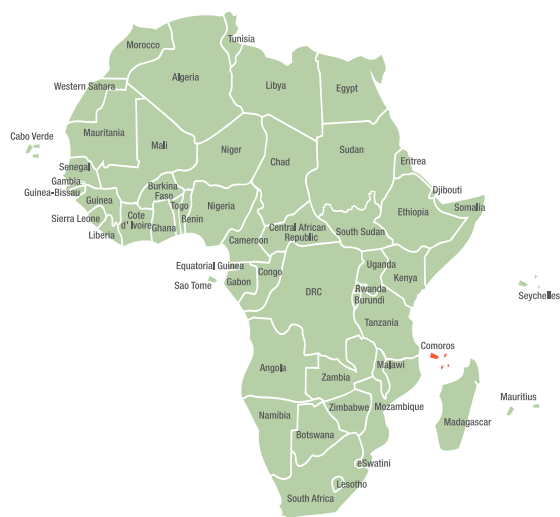 Tunisia
Morocco
Algeria
Libya
Egypt
Western Sahara
Mauritania
Cabo Verde
Mali
Niger
Chad
Sudan
Eritrea
Senegal
Gambia
Guinea-Bissau
Guinea
Burkina
Faso
Togo
Benin
Nigeria
Djibouti
Somalia
Ethiopia
Sierra Leone
Cote
d' Ivoire
Ghana
Liberia
Central African
Republic
South Sudan
Cameroon
Equatorial Guinea
Sao Tome
Gabon
Congo
DRC
Uganda
Kenya
Rwanda
Burundi
Seychelles
Tanzania
Comoros
Angola
Zambia
Malawi
Mozambique
Mauritius
Madagascar
Namibia
Zimbabwe
Botswana
eSwatini
Lesotho
South Africa